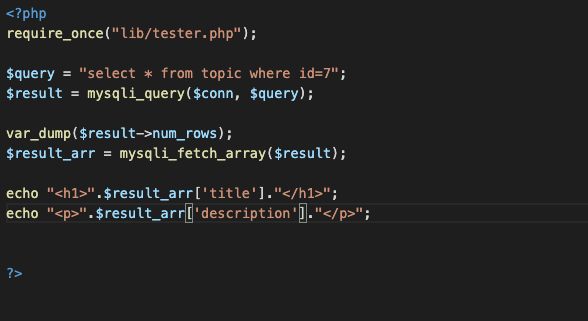 <?php
require_once("lib/tester.php");
$query = "select * from topic where id=7";
$result = mysqli_query($conn, $query);
var_dump($result->num_rows);
$result_arr = mysqli_fetch_array($result);
echo "<h1>".$result_arr['title']."</h1>";
echo "<p>".$result_arr['description']."</p>";
?>